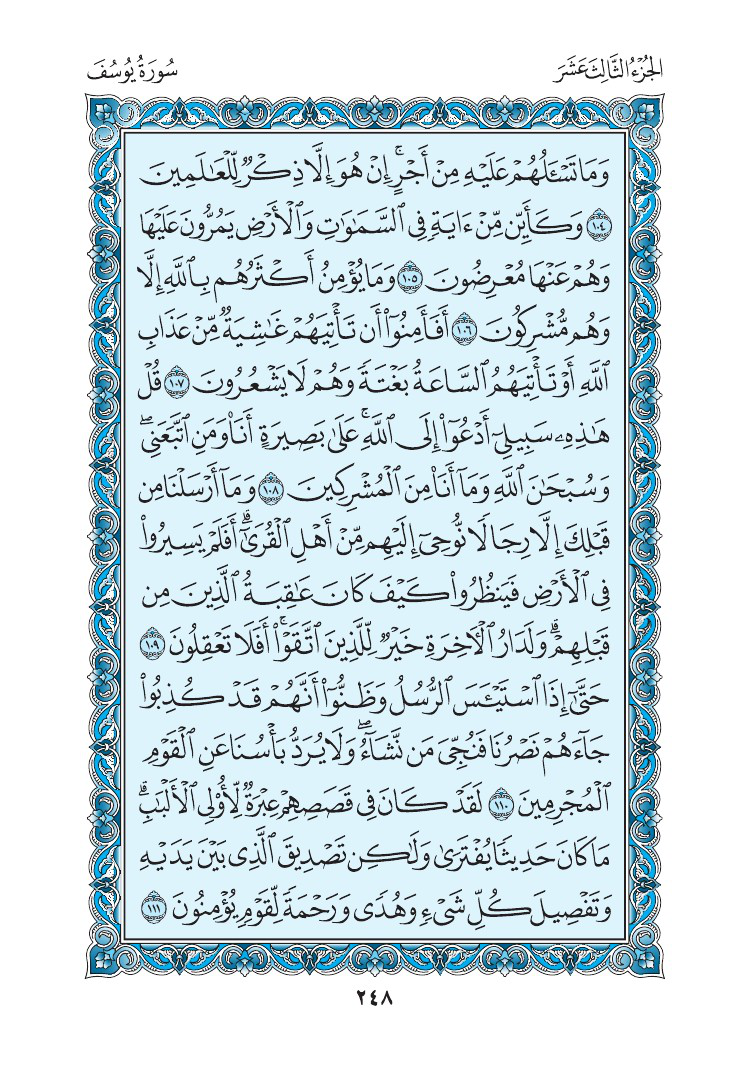 الجُزْءُ الثَّالِثَ عَشَرَ
سُورَةُ يُوسُفَ
وَمَا تَسْـَٔلُهُمْ عَلَيْهِ مِنْ أَجْرٍۚ إِنْ هُوَ إِلَّا ذِكْرٌ لِّلْعَٰلَمِينَ
١٠٤ وَكَأَيِّن مِّنْ ءَايَةٍ فِى ٱلسَّمَٰوَٰتِ وَٱلْأَرْضِ يَمُرُّونَ عَلَيْهَا
وَهُمْ عَنْهَا مُعْرِضُونَ ١٠٥ وَمَا يُؤْمِنُ أَكْثَرُهُم بِٱللَّهِ إِلَّا
وَهُم مُّشْرِكُونَ ١٠٦ أَفَأَمِنُوٓا۟ أَن تَأْتِيَهُمْ غَٰشِيَةٌ مِّنْ عَذَابِ
ٱللَّهِ أَوْ تَأْتِيَهُمُ ٱلسَّاعَةُ بَغْتَةً وَهُمْ لَا يَشْعُرُونَ ١٠٧ قُلْ
هَٰذِهِۦ سَبِيلِىٓ أَدْعُوٓا۟ إِلَى ٱللَّهِۚ عَلَىٰ بَصِيرَةٍ أَنَا۠ وَمَنِ ٱتَّبَعَنِىۖ
وَسُبْحَٰنَ ٱللَّهِ وَمَآ أَنَا۠ مِنَ ٱلْمُشْرِكِينَ ١٠٨ وَمَآ أَرْسَلْنَا مِن
قَبْلِكَ إِلَّا رِجَالًا نُّوحِىٓ إِلَيْهِم مِّنْ أَهْلِ ٱلْقُرَىٰٓۗ أَفَلَمْ يَسِيرُوا۟
فِى ٱلْأَرْضِ فَيَنظُرُوا۟ كَيْفَ كَانَ عَٰقِبَةُ ٱلَّذِينَ مِن
قَبْلِهِمْۗ وَلَدَارُ ٱلْءَاخِرَةِ خَيْرٌ لِّلَّذِينَ ٱتَّقَوْا۟ۚ أَفَلَا تَعْقِلُونَ ١٠٩
حَتَّىٰٓ إِذَا ٱسْتَيْـَٔسَ ٱلرُّسُلُ وَظَنُّوٓا۟ أَنَّهُمْ قَدْ كُذِبُوا۟
جَآءَهُمْ نَصْرُنَا فَنُجِّىَ مَن نَّشَآءُۖ وَلَا يُرَدُّ بَأْسُنَا عَنِ ٱلْقَوْمِ
ٱلْمُجْرِمِينَ ١١٠ لَقَدْ كَانَ فِى قَصَصِهِمْ عِبْرَةٌ لِّأُو۟لِى ٱلْأَلْبَٰبِۗ
مَا كَانَ حَدِيثًا يُفْتَرَىٰ وَلَٰكِن تَصْدِيقَ ٱلَّذِى بَيْنَ يَدَيْهِ
وَتَفْصِيلَ كُلِّ شَىْءٍ وَهُدًى وَرَحْمَةً لِّقَوْمٍ يُؤْمِنُونَ ١١١
٢٤٨